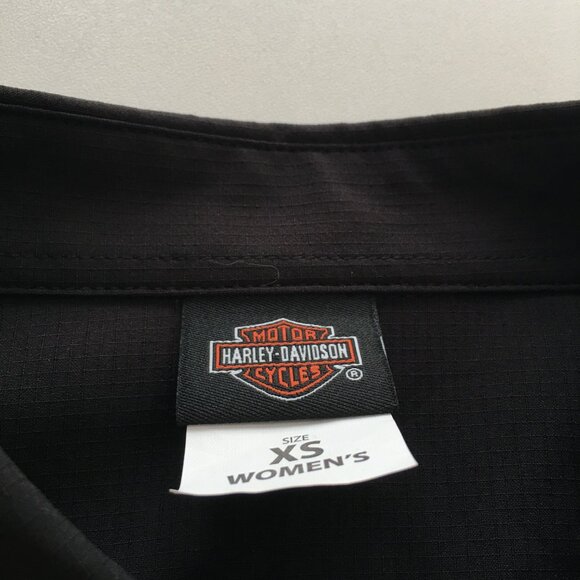 MOTOR
HARLEY-DAVIDSON
CYCLES ®
SIZE
XS
WOMEN'S